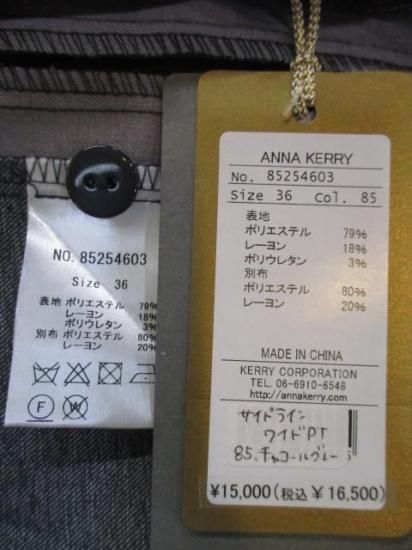 NO. 85254603
Size 36
表地 ポリエステル 79%
レーヨン 18%
ポリウレタン 3%
別布 ポリエステル 80%
レーヨン 20%
F
W
ANNA KERRY
No. 85254603
Size 36 Col. 85
表地
ポリエステル 79%
レーヨン 18%
ポリウレタン 3%
別布
ポリエステル 80%
レーヨン 20%
MADE IN CHINA
KERRY CORPORATION
TEL. 06-6910-6548
http://annakerry.com/
サイドライン
ワイドPT
85.チャコールグレー
¥15,000(税込 ¥16,500)